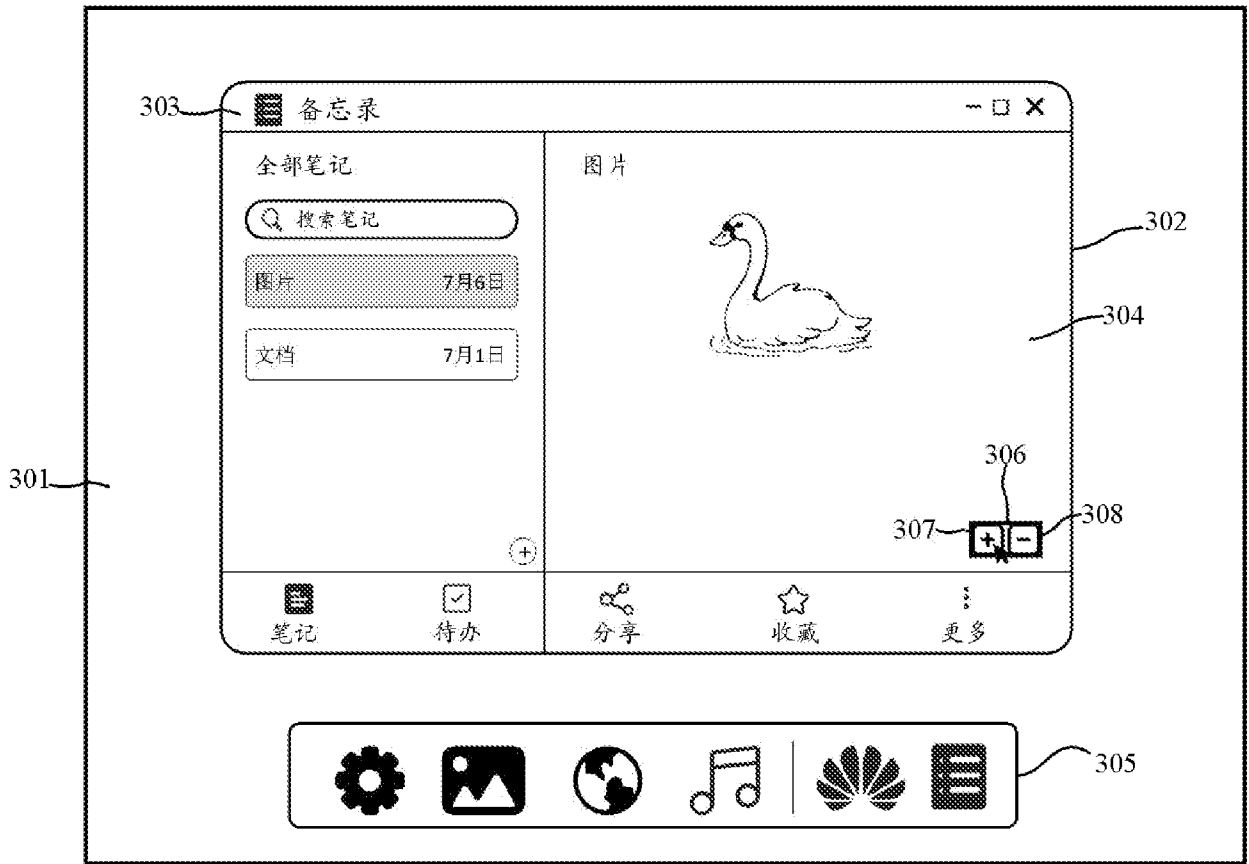 303
备忘录
全部笔记
图片
搜索笔记
302
图片 7月6日
304
文档 7月1日
306
301
307
308
笔记
待办
分享
收藏
更多
305